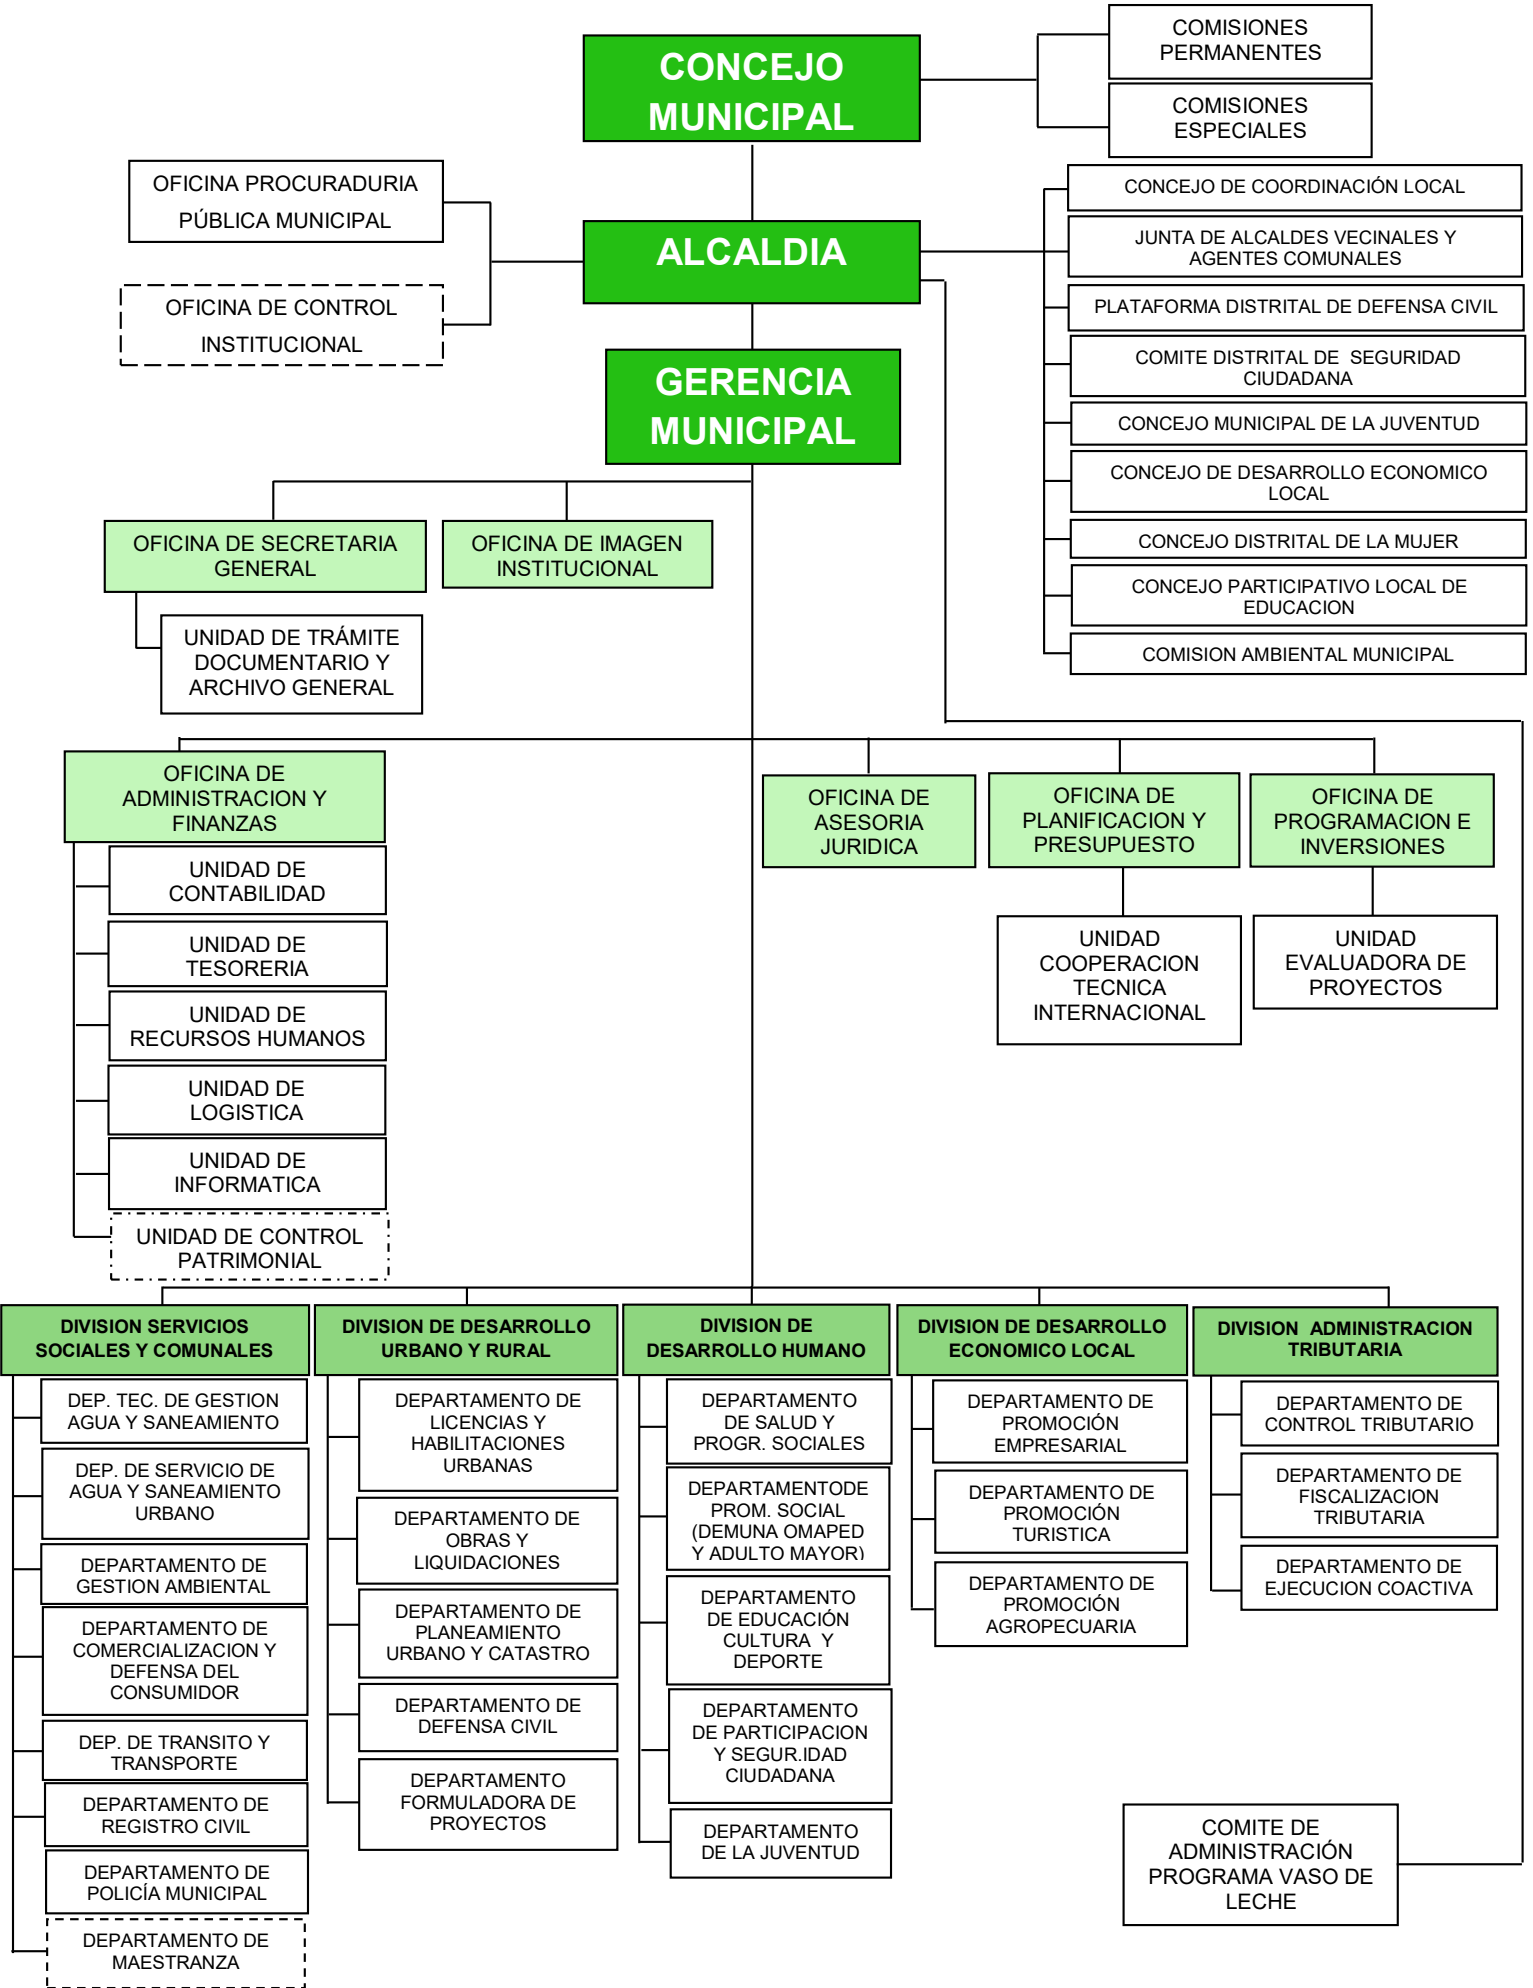 CONCEJO
MUNICIPAL
COMISIONES
PERMANENTES
COMISIONES
ESPECIALES
OFICINA PROCURADURIA
PÚBLICA MUNICIPAL
ALCALDIA
OFICINA DE CONTROL
INSTITUCIONAL
CONCEJO DE COORDINACIÓN LOCAL
JUNTA DE ALCALDES VECINALES Y
AGENTES COMUNALES
PLATAFORMA DISTRITAL DE DEFENSA CIVIL
COMITE DISTRITAL DE SEGURIDAD
CIUDADANA
CONCEJO MUNICIPAL DE LA JUVENTUD
CONCEJO DE DESARROLLO ECONOMICO
LOCAL
CONCEJO DISTRITAL DE LA MUJER
CONCEJO PARTICIPATIVO LOCAL DE
EDUCACION
COMISION AMBIENTAL MUNICIPAL
GERENCIA
MUNICIPAL
OFICINA DE SECRETARIA
GENERAL
OFICINA DE IMAGEN
INSTITUCIONAL
UNIDAD DE TRÁMITE
DOCUMENTARIO Y
ARCHIVO GENERAL
OFICINA DE
ADMINISTRACION Y
FINANZAS
OFICINA DE
ASESORIA
JURIDICA
OFICINA DE
PLANIFICACION Y
PRESUPUESTO
OFICINA DE
PROGRAMACION E
INVERSIONES
UNIDAD DE
CONTABILIDAD
UNIDAD DE
TESORERIA
UNIDAD DE
RECURSOS HUMANOS
UNIDAD DE
LOGISTICA
UNIDAD DE
INFORMATICA
UNIDAD DE CONTROL
PATRIMONIAL
UNIDAD
COOPERACION
TECNICA
INTERNACIONAL
UNIDAD
EVALUADORA DE
PROYECTOS
DIVISION SERVICIOS
SOCIALES Y COMUNALES
DEP. TEC. DE GESTION
AGUA Y SANEAMIENTO
DEP. DE SERVICIO DE
AGUA Y SANEAMIENTO
URBANO
DEPARTAMENTO DE
GESTION AMBIENTAL
DEPARTAMENTO DE
COMERCIALIZACION Y
DEFENSA DEL
CONSUMIDOR
DEP. DE TRANSITO Y
TRANSPORTE
DEPARTAMENTO DE
REGISTRO CIVIL
DEPARTAMENTO DE
POLICÍA MUNICIPAL
DEPARTAMENTO DE
MAESTRANZA
DIVISION DE DESARROLLO
URBANO Y RURAL
DEPARTAMENTO DE
LICENCIAS Y
HABILITACIONES
URBANAS
DEPARTAMENTO DE
OBRAS Y
LIQUIDACIONES
DEPARTAMENTO DE
PLANEAMIENTO
URBANO Y CATASTRO
DEPARTAMENTO DE
DEFENSA CIVIL
DEPARTAMENTO
FORMULADORA DE
PROYECTOS
DIVISION DE
DESARROLLO HUMANO
DEPARTAMENTO
DE SALUD Y
PROGR. SOCIALES
DEPARTAMENTODE
PROM. SOCIAL
(DEMUNA OMAPED
Y ADULTO MAYOR)
DEPARTAMENTO
DE EDUCACIÓN
CULTURA Y
DEPORTE
DEPARTAMENTO
DE PARTICIPACION
Y SEGUR.IDAD
CIUDADANA
DEPARTAMENTO
DE LA JUVENTUD
DIVISION DE DESARROLLO
ECONOMICO LOCAL
DEPARTAMENTO DE
PROMOCIÓN
EMPRESARIAL
DEPARTAMENTO DE
PROMOCIÓN
TURISTICA
DEPARTAMENTO DE
PROMOCIÓN
AGROPECUARIA
DIVISION ADMINISTRACION
TRIBUTARIA
DEPARTAMENTO DE
CONTROL TRIBUTARIO
DEPARTAMENTO DE
FISCALIZACION
TRIBUTARIA
DEPARTAMENTO DE
EJECUCION COACTIVA
COMITE DE
ADMINISTRACIÓN
PROGRAMA VASO DE
LECHE